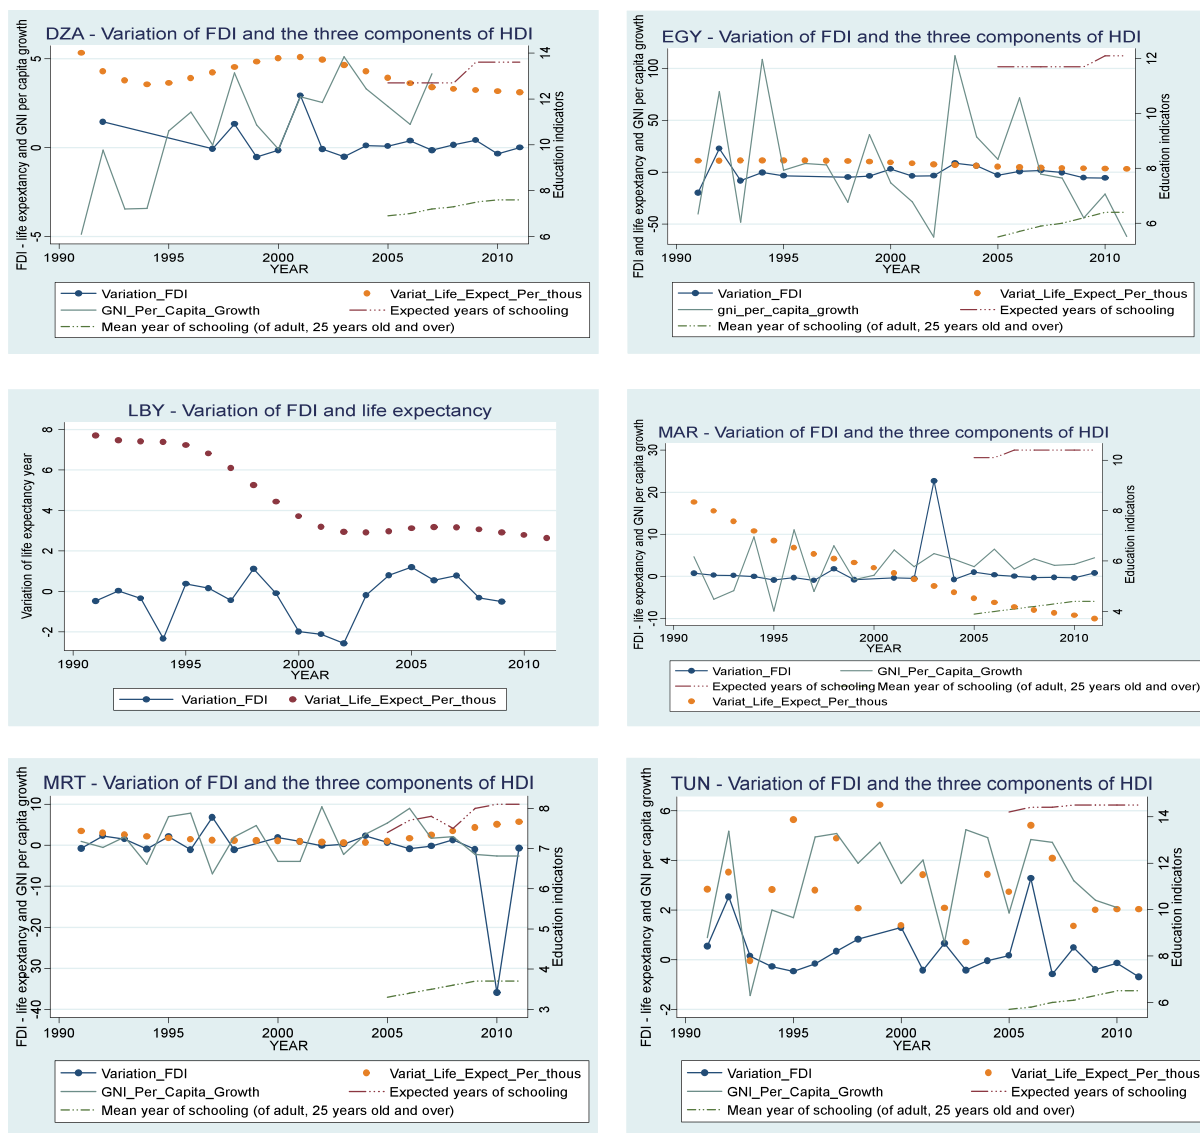 DZA - Variation of FDI and the three components of HDI
FDI - life expextancy and GNI per capita growth
5
0
-5
14
12
10
8
6
Education indicators
1990 1995 2000 2005 2010
YEAR
Variation_FDI Variat_Life_Expect_Per_thous
GNI_Per_Capita_Growth Expected years of schooling
Mean year of schooling (of adult, 25 years old and over)
EGY - Variation of FDI and the three components of HDI
FDI and life expextancy and GNI per capita growth
100
50
0
-50
12
10
8
6
Education indicators
1990 1995 2000 2005 2010
YEAR
Variation_FDI Variat_Life_Expect_Per_thous
gni_per_capita_growth Expected years of schooling
Mean year of schooling (of adult, 25 years old and over)
LBY - Variation of FDI and life expectancy
Variation of life expectancy year
8
6
4
2
0
-2
1990 1995 2000 2005 2010
YEAR
Variation_FDI Variat_Life_Expect_Per_thous
MAR - Variation of FDI and the three components of HDI
FDI - life expextancy and GNI per capita growth
30
20
10
0
-10
10
8
6
4
Education indicators
1990 1995 2000 2005 2010
YEAR
Variation_FDI GNI_Per_Capita_Growth
Expected years of schooling Mean year of schooling (of adult, 25 years old and over)
Variat_Life_Expect_Per_thous
MRT - Variation of FDI and the three components of HDI
FDI - life expextancy and GNI per capita growth
10
0
-10
-20
-30
-40
8
7
6
5
4
3
Education indicators
1990 1995 2000 2005 2010
YEAR
Variation_FDI Variat_Life_Expect_Per_thous
GNI_Per_Capita_Growth Expected years of schooling
Mean year of schooling (of adult, 25 years old and over)
TUN - Variation of FDI and the three components of HDI
FDI - life expextancy and GNI per capita growth
6
4
2
0
-2
14
12
10
8
6
Education indicators
1990 1995 2000 2005 2010
YEAR
Variation_FDI Variat_Life_Expect_Per_thous
GNI_Per_Capita_Growth Expected years of schooling
Mean year of schooling (of adult, 25 years old and over)